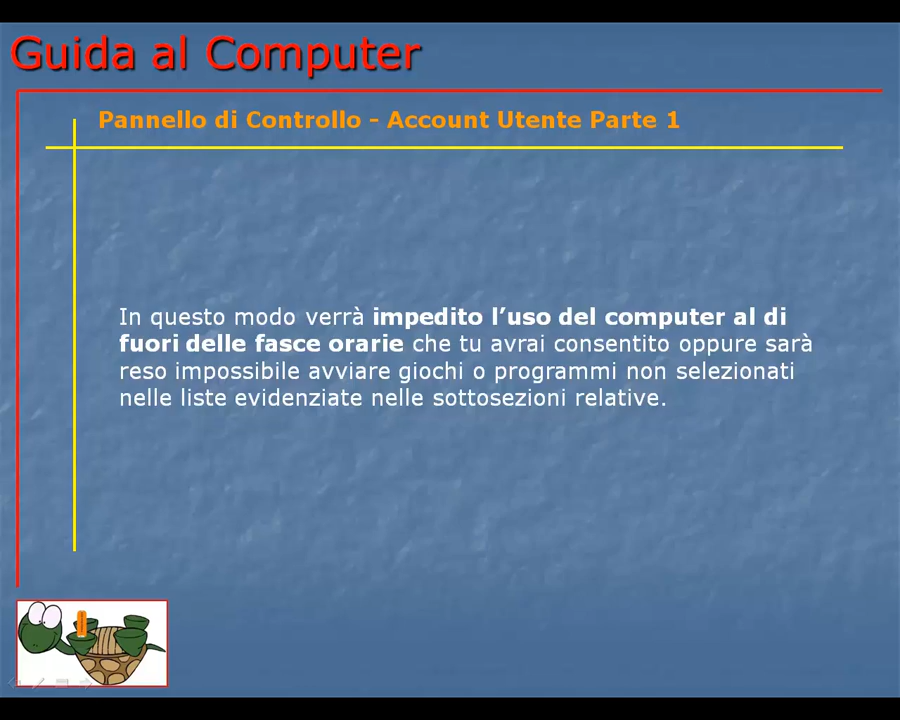 Guida al Computer
Pannello di Controllo - Account Utente Parte 1
In questo modo verrà impedito l’uso del computer al di
fuori delle fasce orarie che tu avrai consentito oppure sarà
reso impossibile avviare giochi o programmi non selezionati
nelle liste evidenziate nelle sottosezioni relative.